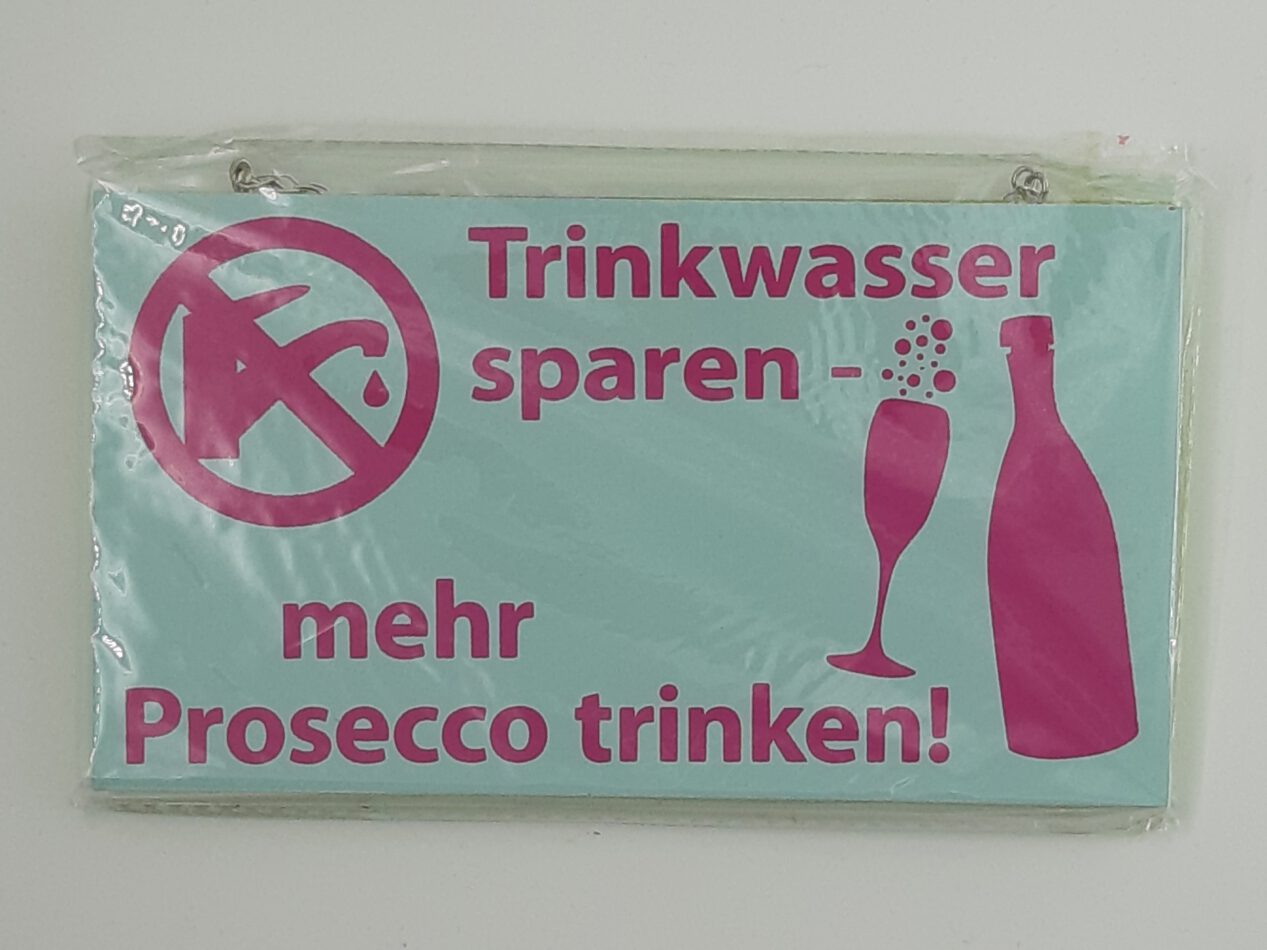 Trinkwasser
sparen -
mehr
Prosecco trinken!